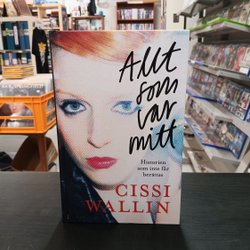 Allt
som
var
mitt
Historien
som inte får
berättas
CISSI
WALLIN